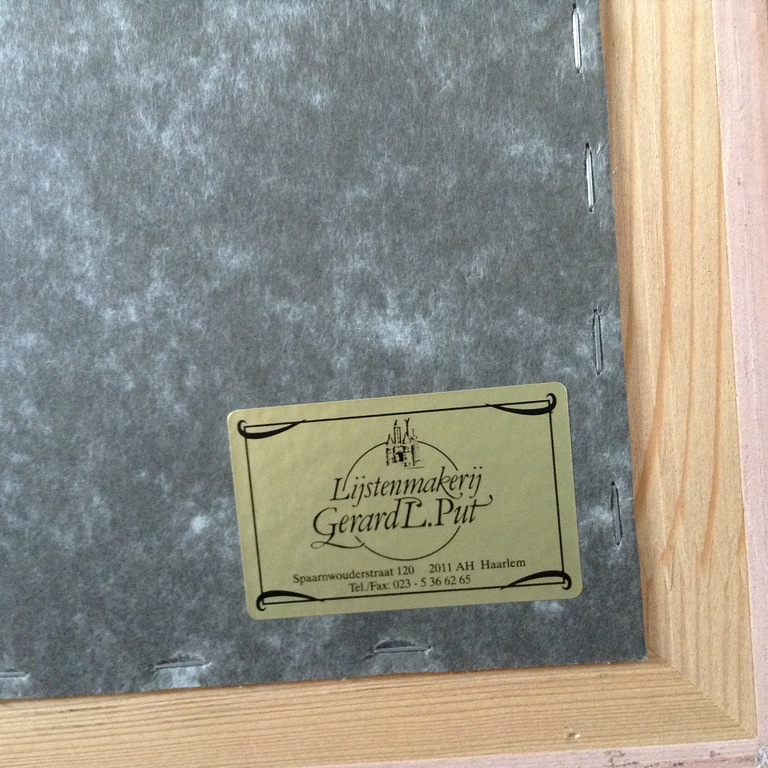 Lijstenmakerij
Gerard L. Put
Spaarnwouderstraat 120 2011 AH Haarlem
Tel./Fax: 023 - 5 36 62 65